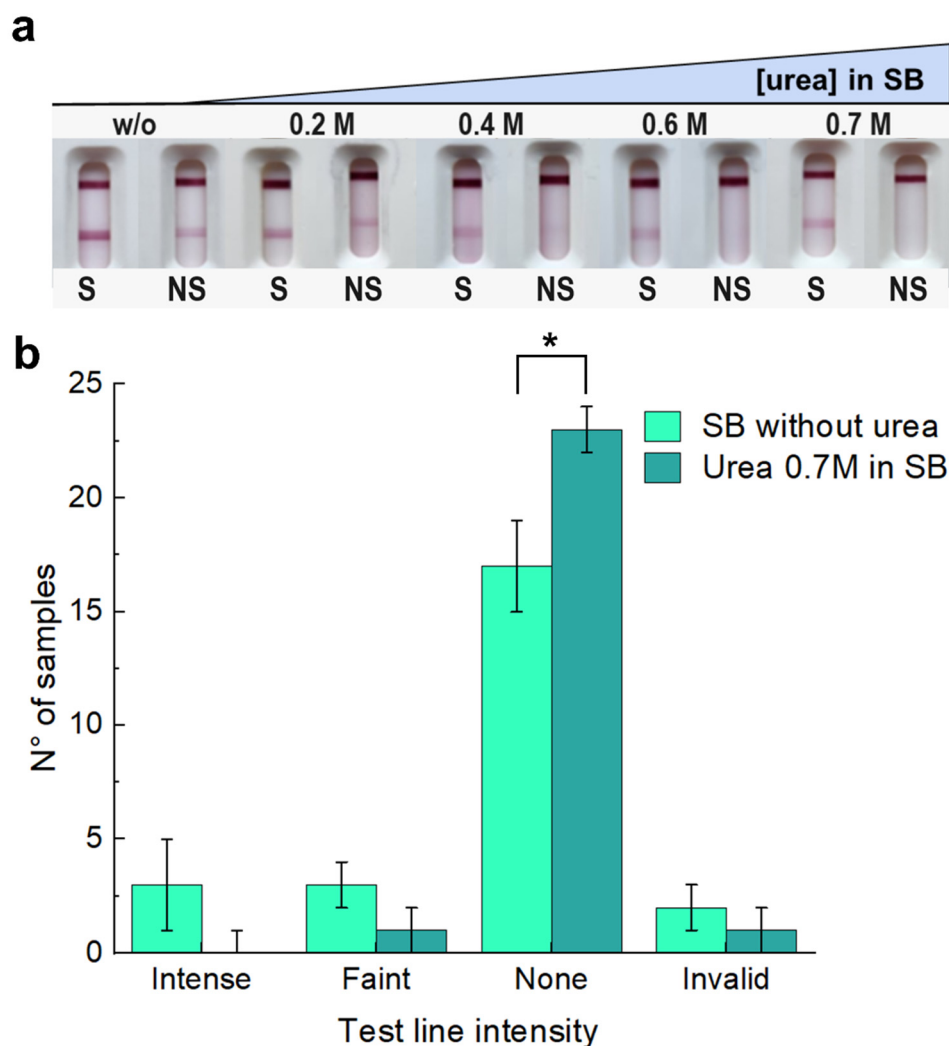 a
[urea] in SB
w/o 0.2 M 0.4 M 0.6 M 0.7 M
S NS S NS S NS S NS S NS
b
*
25
20
15
10
5
0
N° of samples
SB without urea
Urea 0.7M in SB
Intense Faint None Invalid
Test line intensity